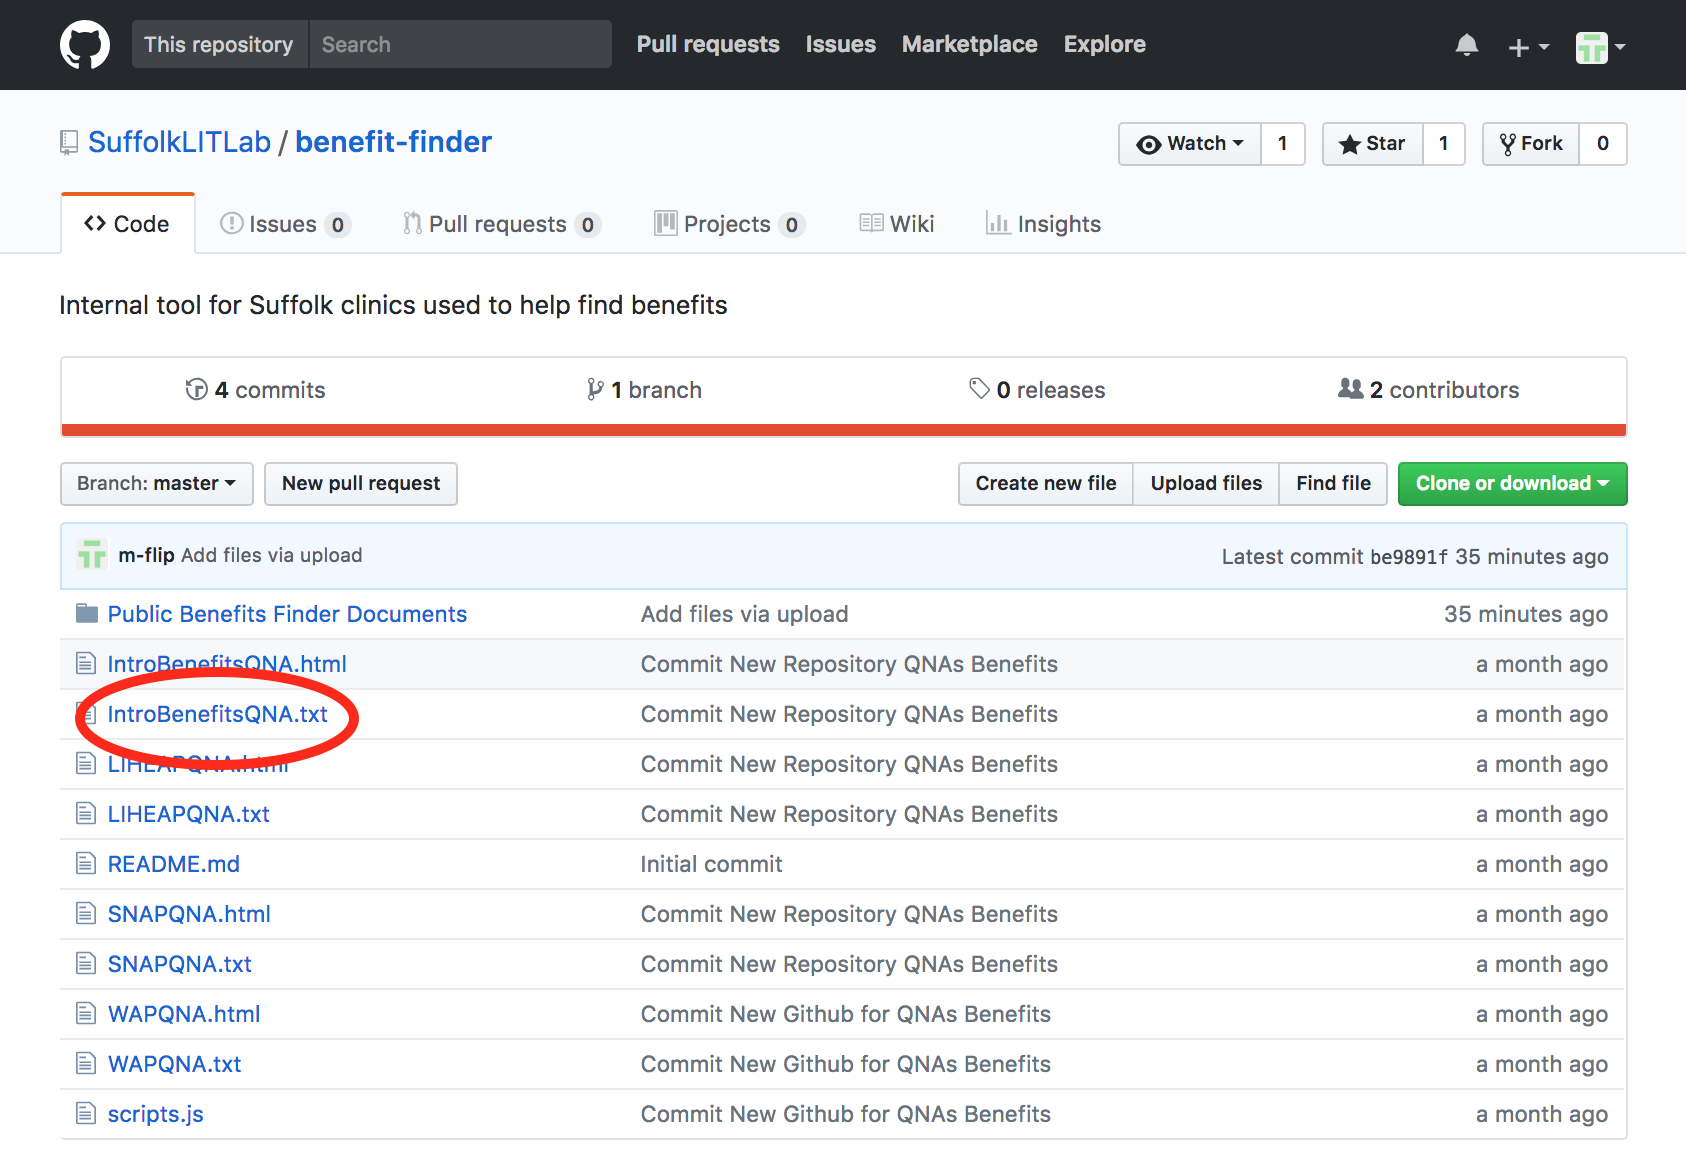 This repository Search Pull requests Issues Marketplace Explore
SuffolkLITLab / benefit-finder Watch 1 Star 1 Fork 0
Code Issues 0 Pull requests 0 Projects 0 Wiki Insights
Internal tool for Suffolk clinics used to help find benefits
4 commits 1 branch 0 releases 2 contributors
Branch: master New pull request Create new file Upload files Find file Clone or download
m-flip Add files via upload Latest commit be9891f 35 minutes ago
Public Benefits Finder Documents Add files via upload 35 minutes ago
IntroBenefitsQNA.html Commit New Repository QNAs Benefits a month ago
IntroBenefitsQNA.txt Commit New Repository QNAs Benefits a month ago
LIHEAPQNA.html Commit New Repository QNAs Benefits a month ago
LIHEAPQNA.txt Commit New Repository QNAs Benefits a month ago
README.md Initial commit a month ago
SNAPQNA.html Commit New Repository QNAs Benefits a month ago
SNAPQNA.txt Commit New Repository QNAs Benefits a month ago
WAPQNA.html Commit New Github for QNAs Benefits a month ago
WAPQNA.txt Commit New Github for QNAs Benefits a month ago
scripts.js Commit New Github for QNAs Benefits a month ago